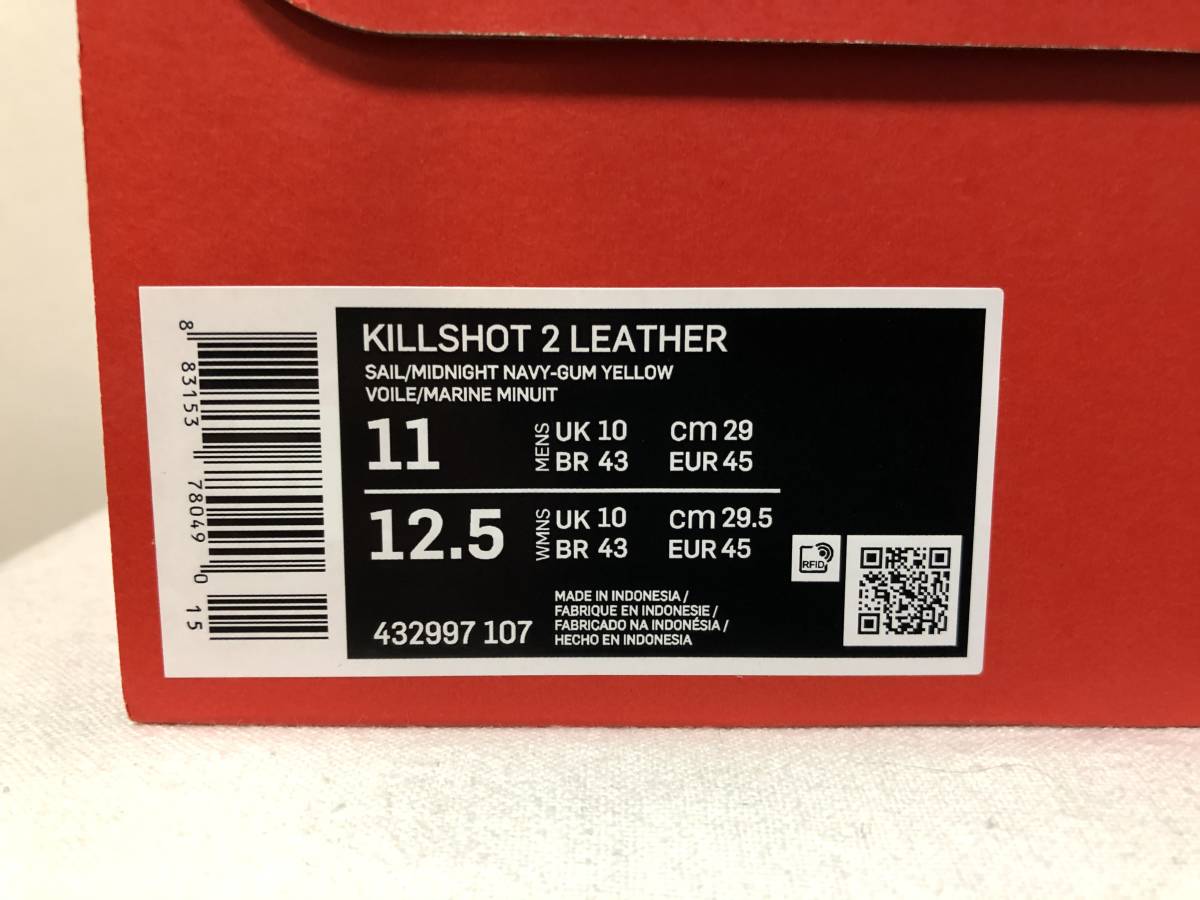 KILLSHOT 2 LEATHER
SAIL/MIDNIGHT NAVY-GUM YELLOW
VOILE/MARINE MINUIT
11 MENS UK 10 cm 29
BR 43 EUR 45
12.5 WMNS UK 10 cm 29.5
BR 43 EUR 45
RFID
432997 107
MADE IN INDONESIA /
FABRIQUE EN INDONESIE /
FABRICADO NA INDONÉSIA /
HECHO EN INDONESIA
8 83153 78049 0 15